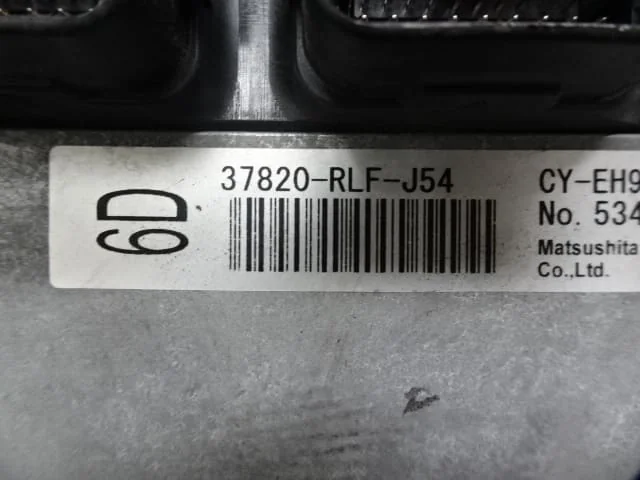 6D
37820-RLF-J54
CY-EH9
No. 534
Matsushita
Co.,Ltd.